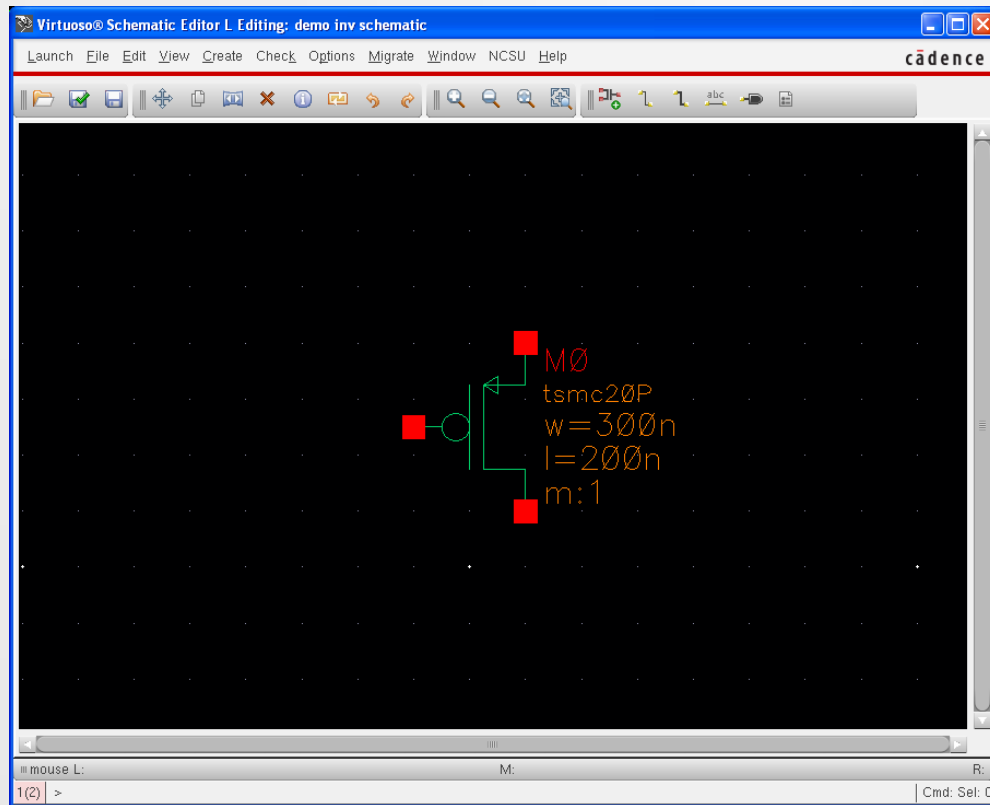 Virtuoso® Schematic Editor L Editing: demo inv schematic
Launch File Edit View Create Check Options Migrate Window NCSU Help
cādence
abc
M0
tsmc20P
w=300n
l=200n
m:1
mouse L: M: R:
1(2) > Cmd: Sel: 0